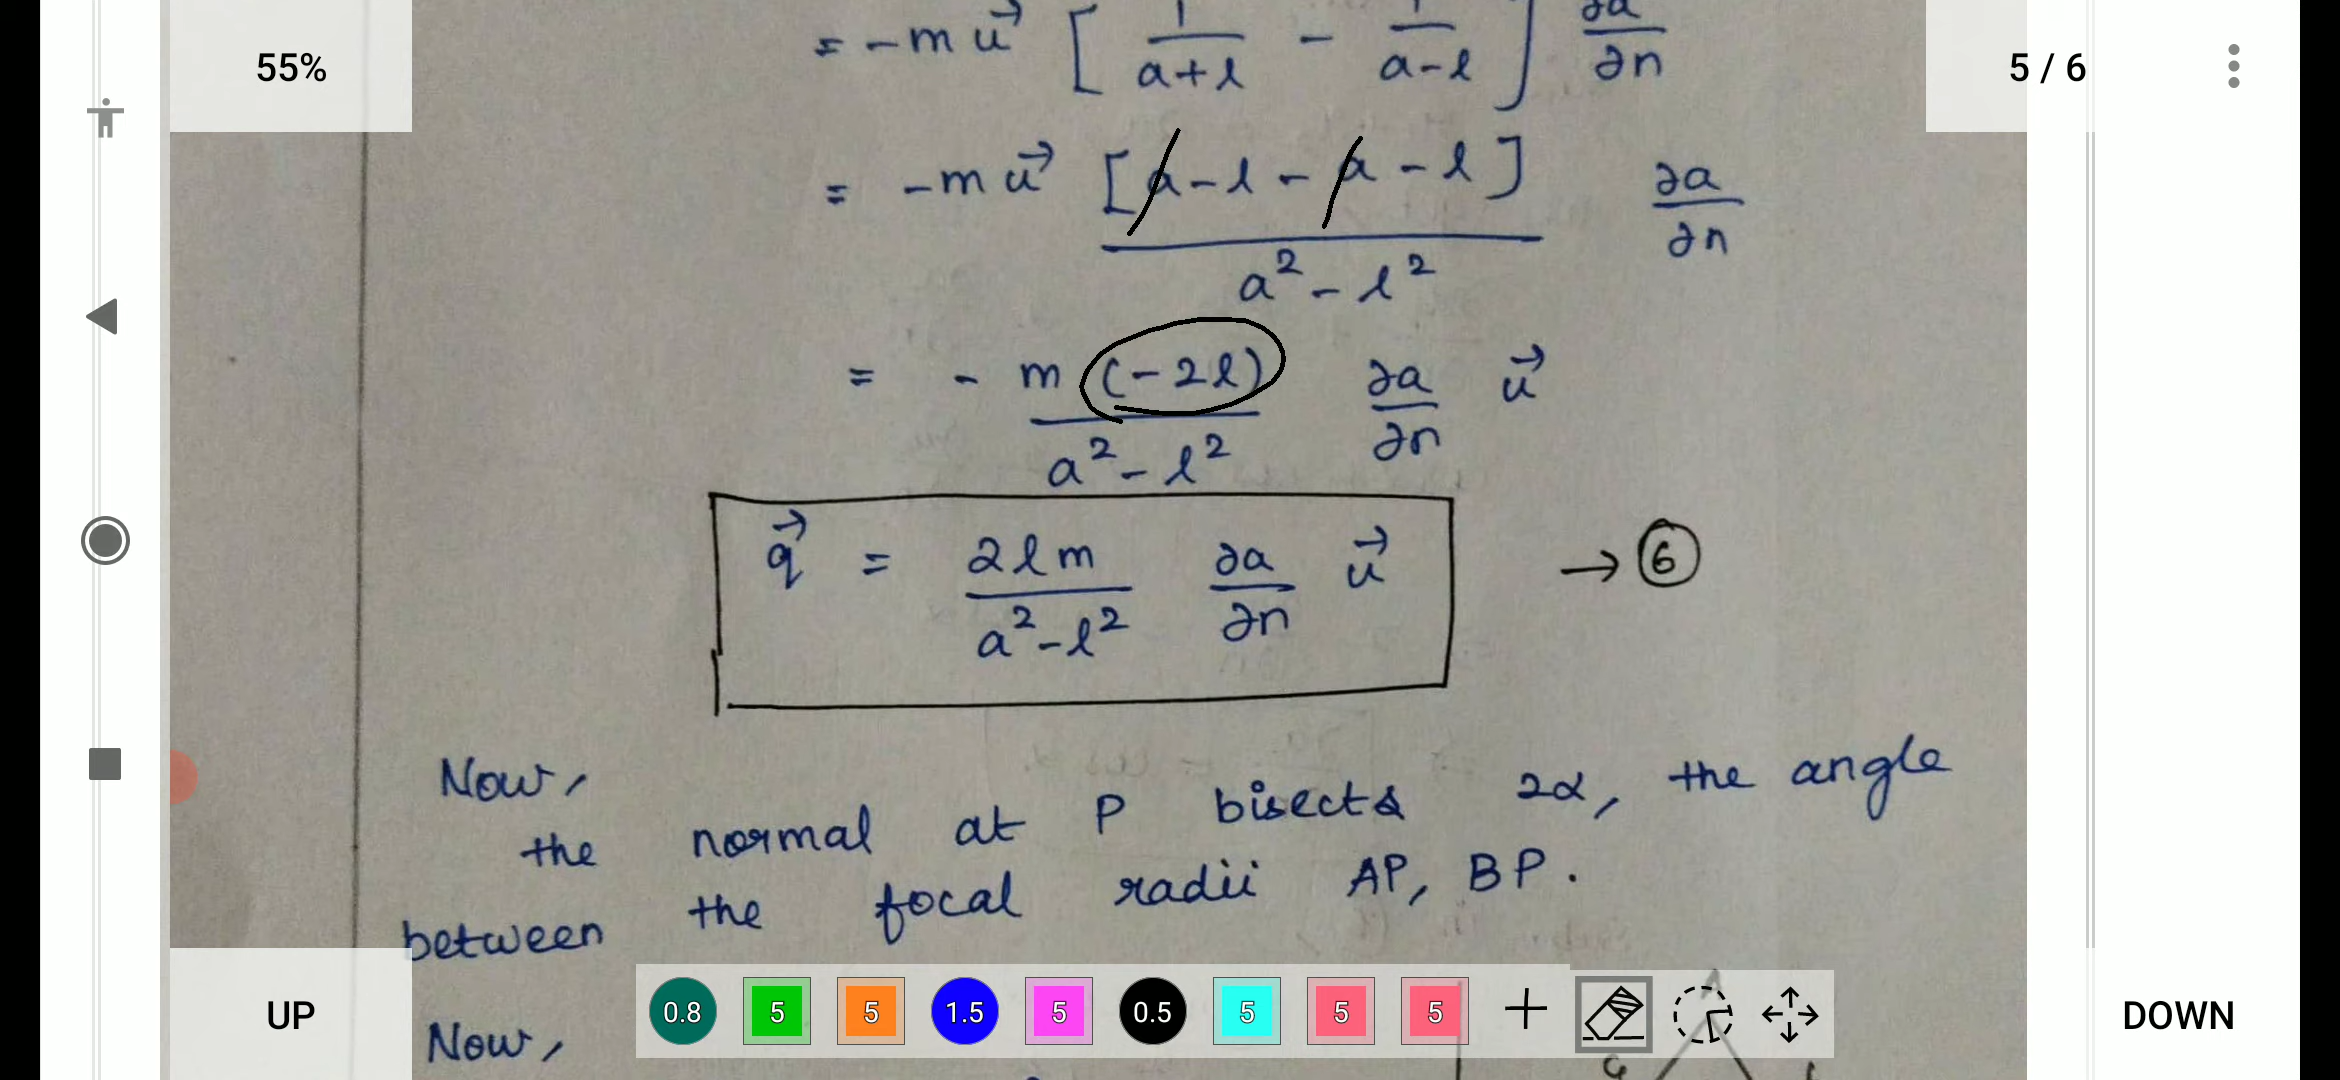 55%
5 / 6
= -m u⃗ [ 1/(a+l) - 1/(a-l) ] ∂a/∂n
= -m u⃗ [a-l-a-l] / (a²-l²) ∂a/∂n
= - m(-2l) / (a²-l²) ∂a/∂n u⃗
q⃗ = 2lm / (a²-l²) ∂a/∂n u⃗ → 6
Now,
the normal at P bisects 2α, the angle
between the focal radii AP, BP.
Now,
UP
0.8 5 5 1.5 5 0.5 5 5 5
DOWN